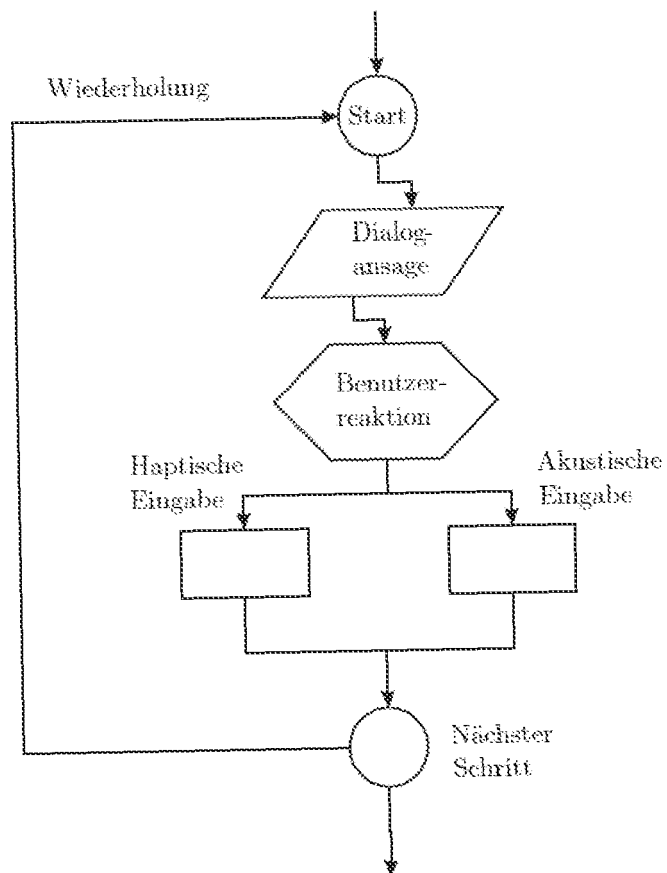 Wiederholung
Start
Dialog-
ansage
Benutzer-
reaktion
Haptische
Eingabe
Akustische
Eingabe
Nächster
Schritt